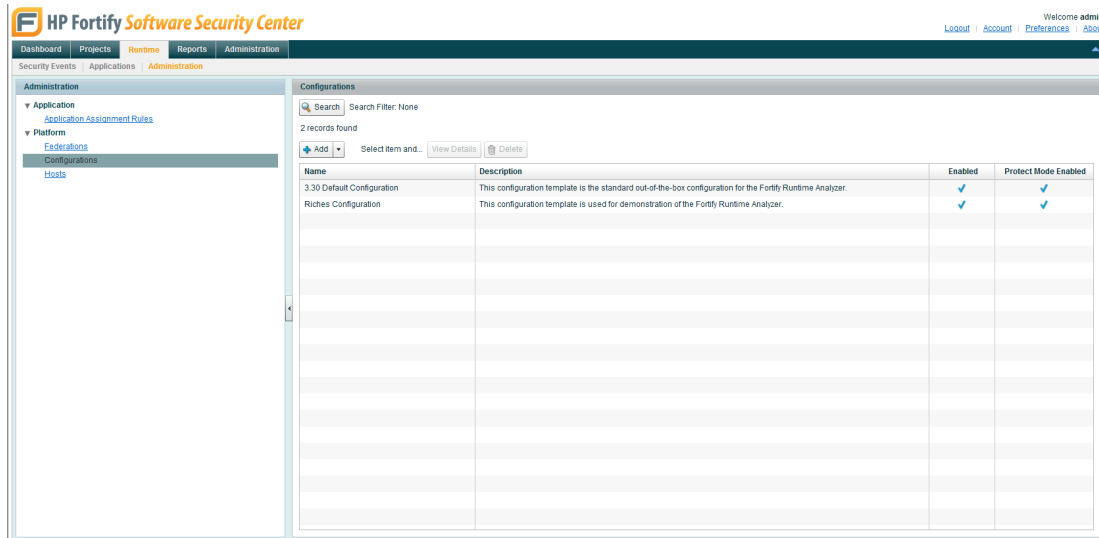 HP Fortify Software Security Center
Welcome admi
Logout | Account | Preferences | Abou
Dashboard Projects Runtime Reports Administration
Security Events | Applications | Administration
Administration
Application
Application Assignment Rules
Platform
Federations
Configurations
Hosts
Configurations
Search Search Filter: None
2 records found
Add Select item and... View Details Delete
Name Description Enabled Protect Mode Enabled
3.30 Default Configuration This configuration template is the standard out-of-the-box configuration for the Fortify Runtime Analyzer.
Riches Configuration This configuration template is used for demonstration of the Fortify Runtime Analyzer.